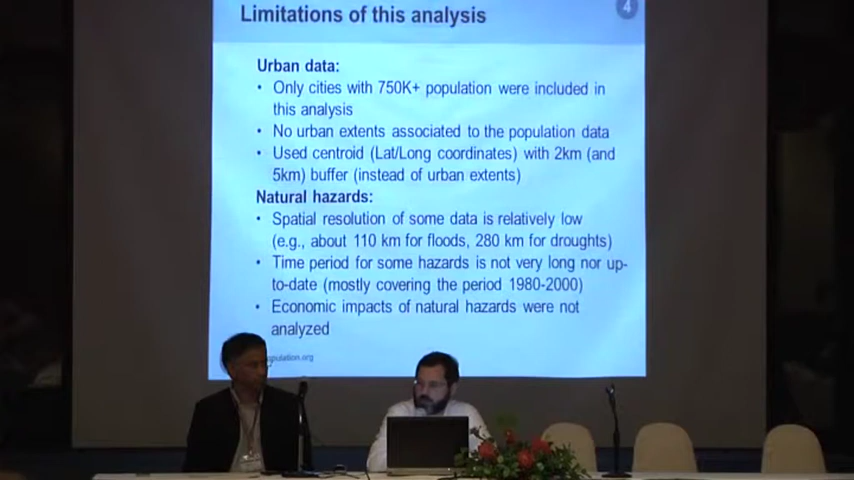 Limitations of this analysis
4
Urban data:
• Only cities with 750K+ population were included in
this analysis
• No urban extents associated to the population data
• Used centroid (Lat/Long coordinates) with 2km (and
5km) buffer (instead of urban extents)
Natural hazards:
• Spatial resolution of some data is relatively low
(e.g., about 110 km for floods, 280 km for droughts)
• Time period for some hazards is not very long nor up-
to-date (mostly covering the period 1980-2000)
• Economic impacts of natural hazards were not
analyzed